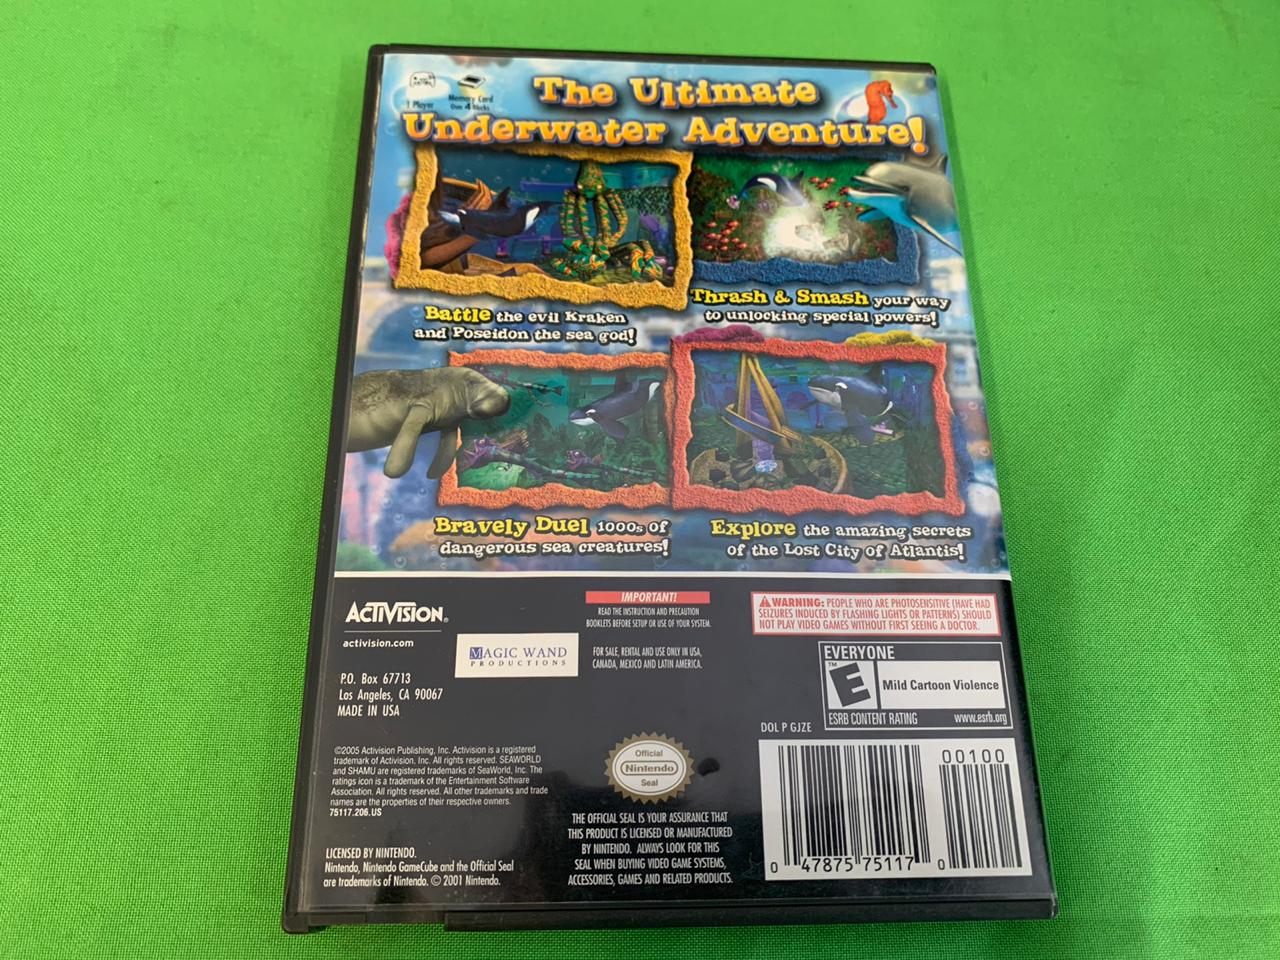 The Ultimate
Underwater Adventure!
1 Player
Memory Card
Uses 4 Blocks
Battle the evil Kraken
and Poseidon the sea god!
Thrash & Smash your way
to unlocking special powers!
Bravely Duel 1000s of
dangerous sea creatures!
Explore the amazing secrets
of the Lost City of Atlantis!
ACTIVISION®
activision.com
P.O. Box 67713
Los Angeles, CA 90067
MADE IN USA
MAGIC WAND
PRODUCTIONS
IMPORTANT!
READ THE INSTRUCTION AND PRECAUTION
BOOKLETS BEFORE SETUP OR USE OF YOUR SYSTEM.
FOR SALE, RENTAL AND USE ONLY IN USA,
CANADA, MEXICO AND LATIN AMERICA.
WARNING: PEOPLE WHO ARE PHOTOSENSITIVE (HAVE HAD
SEIZURES INDUCED BY FLASHING LIGHTS OR PATTERNS) SHOULD
NOT PLAY VIDEO GAMES WITHOUT FIRST SEEING A DOCTOR.
EVERYONE
E™
Mild Cartoon Violence
ESRB CONTENT RATING www.esrb.org
DOL P GJZE
©2005 Activision Publishing, Inc. Activision is a registered
trademark of Activision, Inc. All rights reserved. SEAWORLD
and SHAMU are registered trademarks of SeaWorld, Inc. The
ratings icon is a trademark of the Entertainment Software
Association. All rights reserved. All other trademarks and trade
names are the properties of their respective owners.
75117.206.US
LICENSED BY NINTENDO.
Nintendo, Nintendo GameCube and the Official Seal
are trademarks of Nintendo. © 2001 Nintendo.
Official
Nintendo
Seal
THE OFFICIAL SEAL IS YOUR ASSURANCE THAT
THIS PRODUCT IS LICENSED OR MANUFACTURED
BY NINTENDO. ALWAYS LOOK FOR THIS
SEAL WHEN BUYING VIDEO GAME SYSTEMS,
ACCESSORIES, GAMES AND RELATED PRODUCTS.
00100
0 47875 75117 0